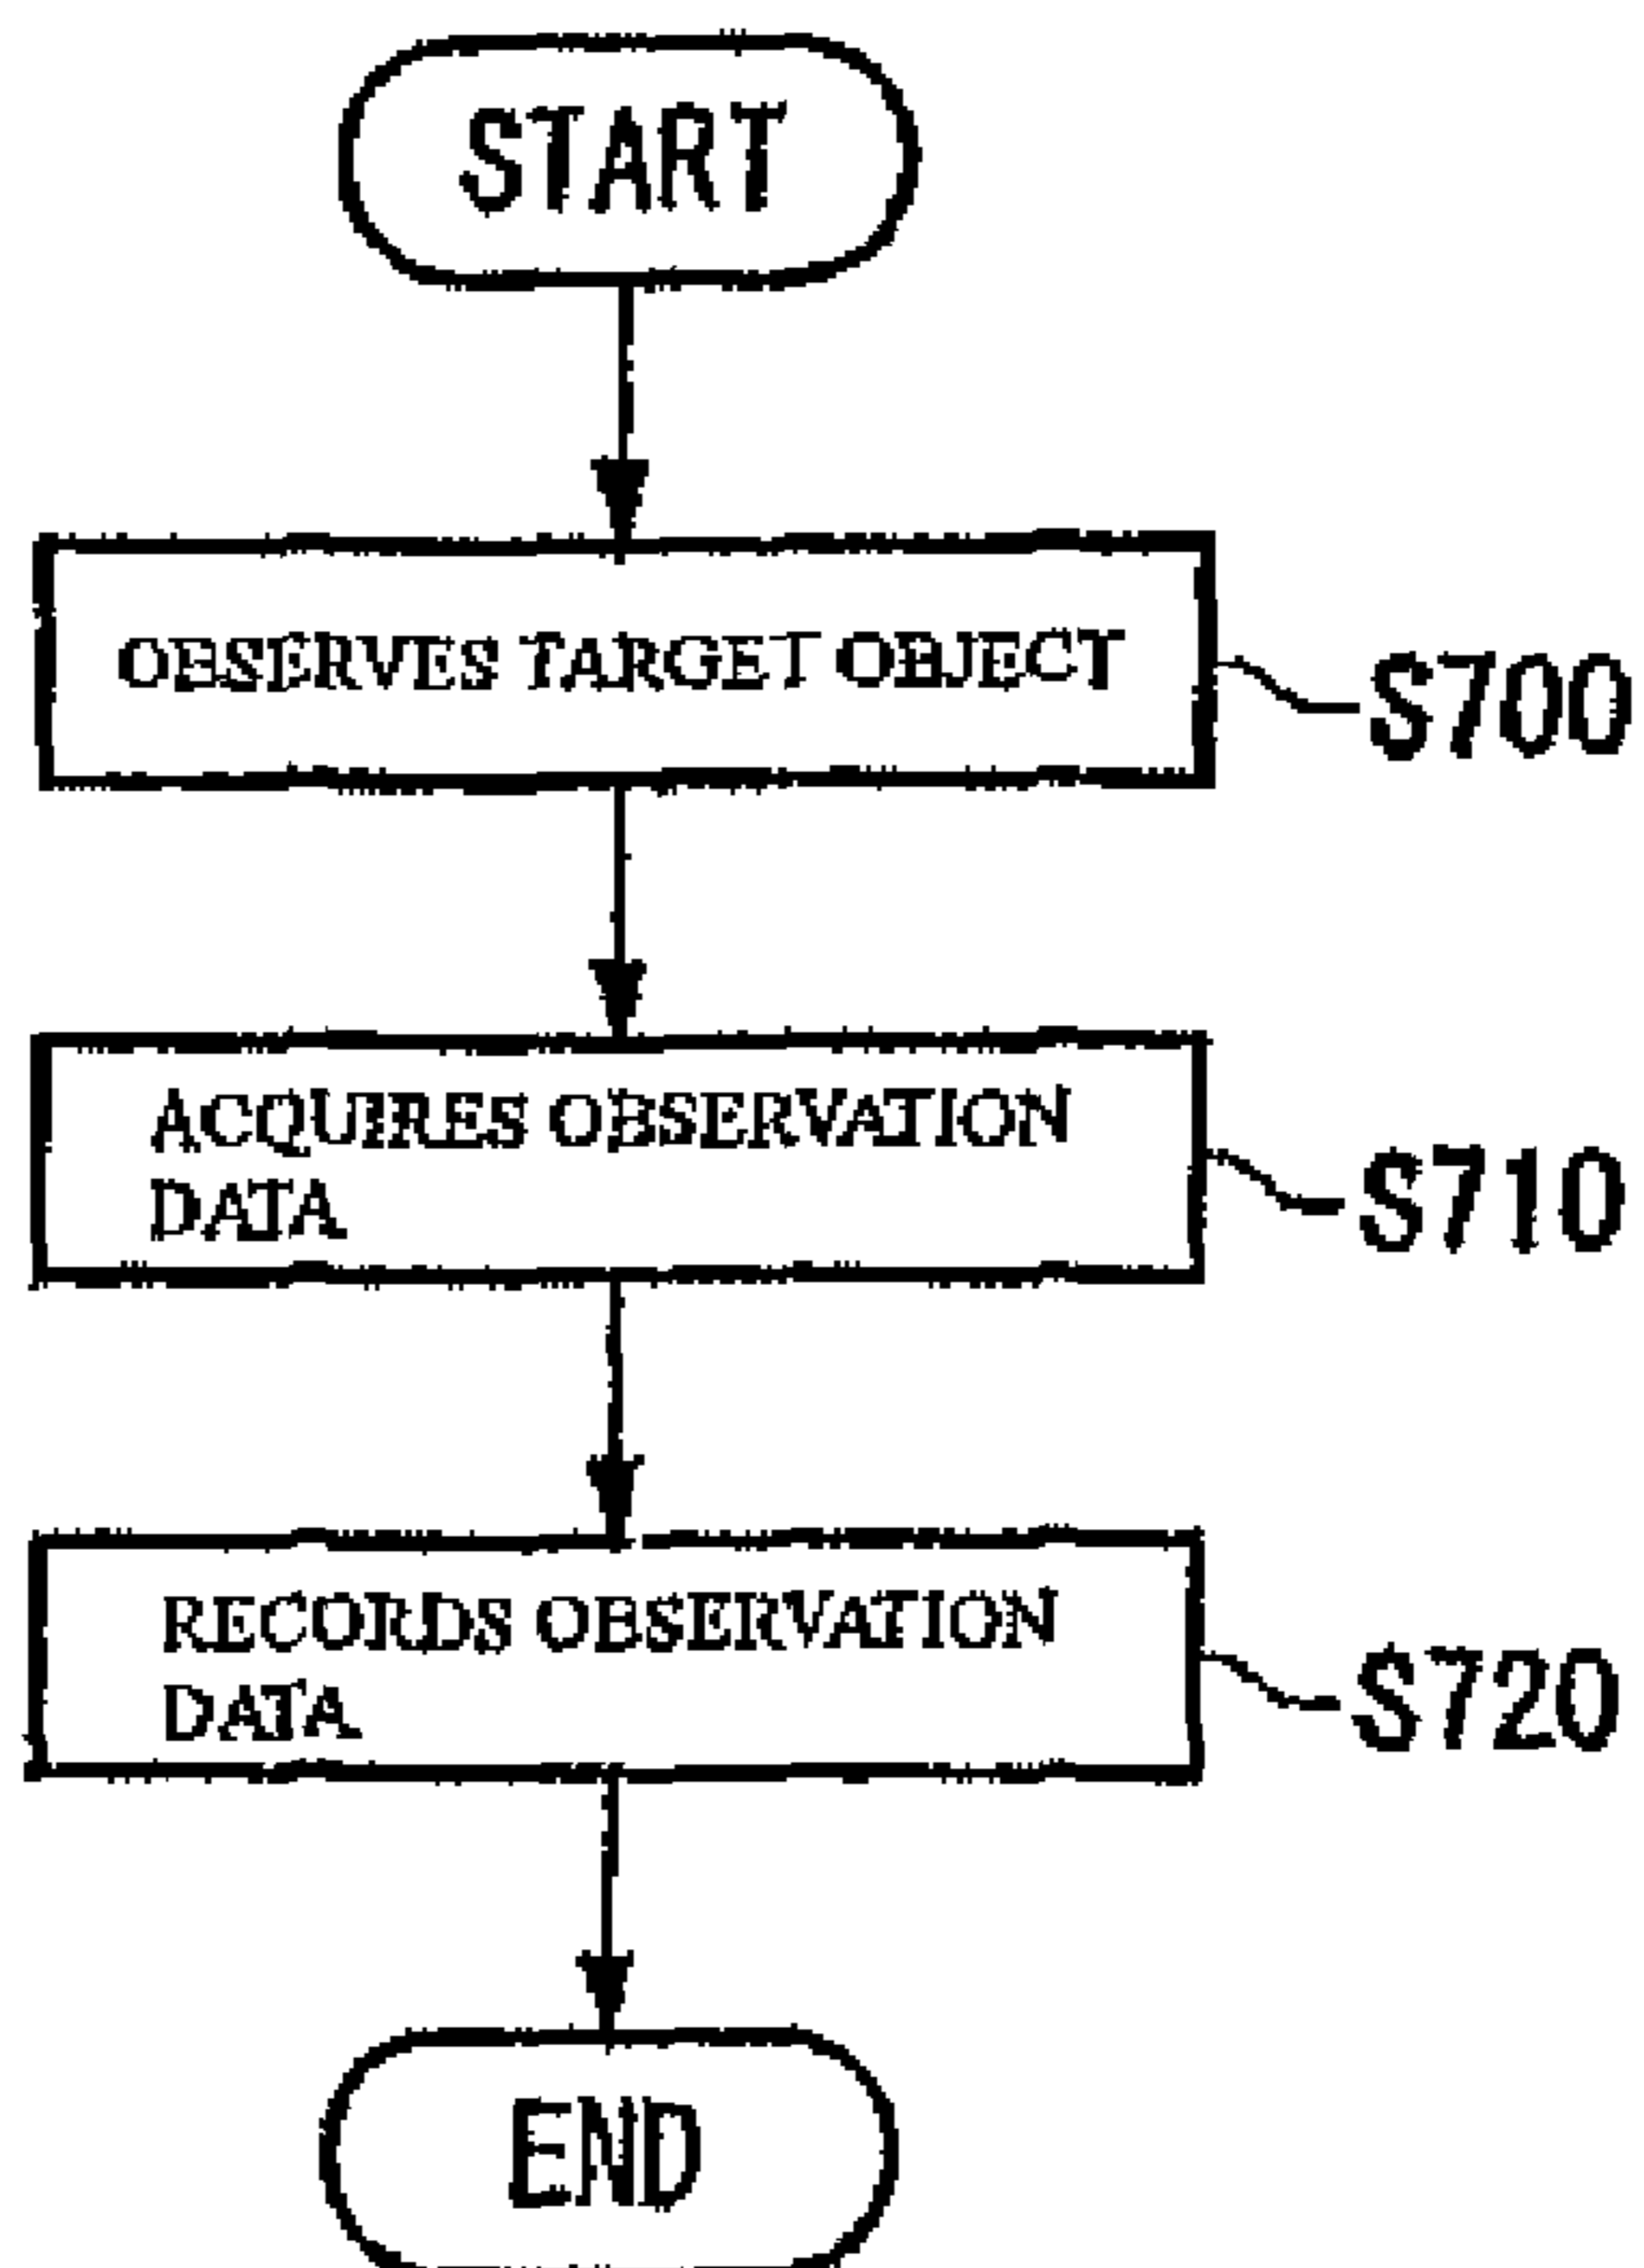 START
OBSERVES TARGET OBJECT
S700
ACQUIRES OBSERVATION
DATA
S710
RECORDS OBSERVATION
DATA
S720
END